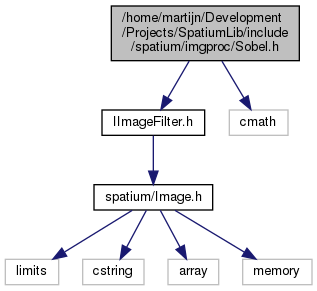 /home/martijn/Development
/Projects/SpatiumLib/include
/spatium/imgproc/Sobel.h
IImageFilter.h
cmath
spatium/Image.h
limits
cstring
array
memory